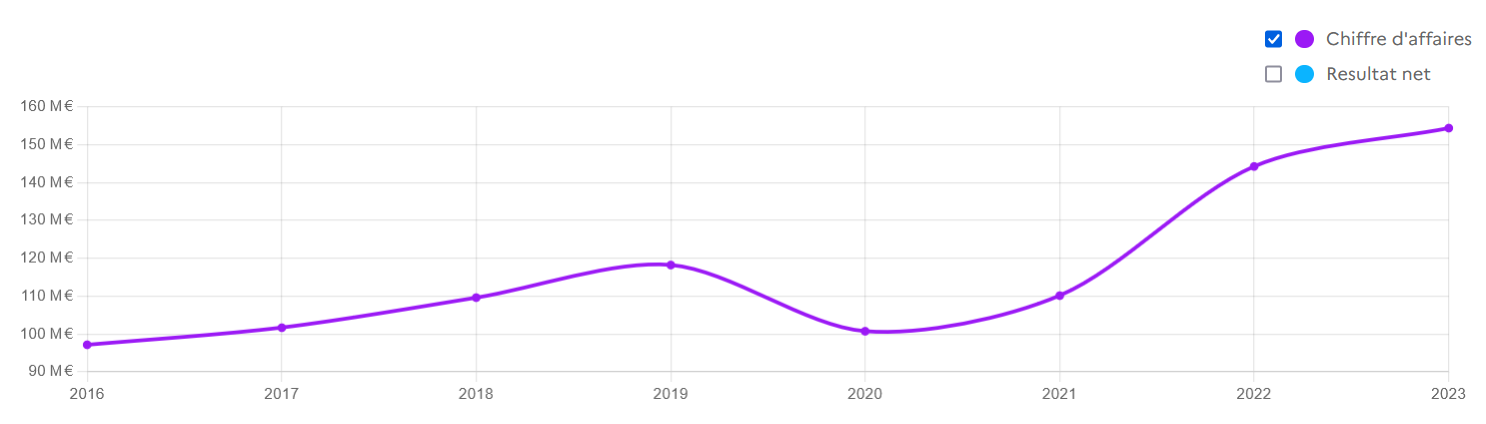 Chiffre d'affaires
Resultat net
160 M€
150 M€
140 M€
130 M€
120 M€
110 M€
100 M€
90 M€
2016 2017 2018 2019 2020 2021 2022 2023